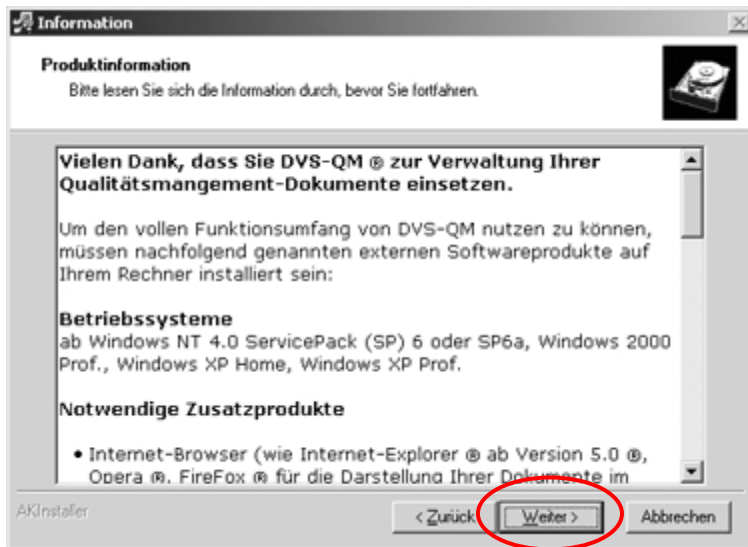 Information
Produktinformation
Bitte lesen Sie sich die Information durch, bevor Sie fortfahren.
Vielen Dank, dass Sie DVS-QM ® zur Verwaltung Ihrer
Qualitätsmangement-Dokumente einsetzen.
Um den vollen Funktionsumfang von DVS-QM nutzen zu können,
müssen nachfolgend genannten externen Softwareprodukte auf
Ihrem Rechner installiert sein:
Betriebssysteme
ab Windows NT 4.0 ServicePack (SP) 6 oder SP6a, Windows 2000
Prof., Windows XP Home, Windows XP Prof.
Notwendige Zusatzprodukte
• Internet-Browser (wie Internet-Explorer ® ab Version 5.0 ®,
Opera ®, FireFox ® für die Darstellung Ihrer Dokumente im
AKInstaller
< Zurück
Weiter >
Abbrechen